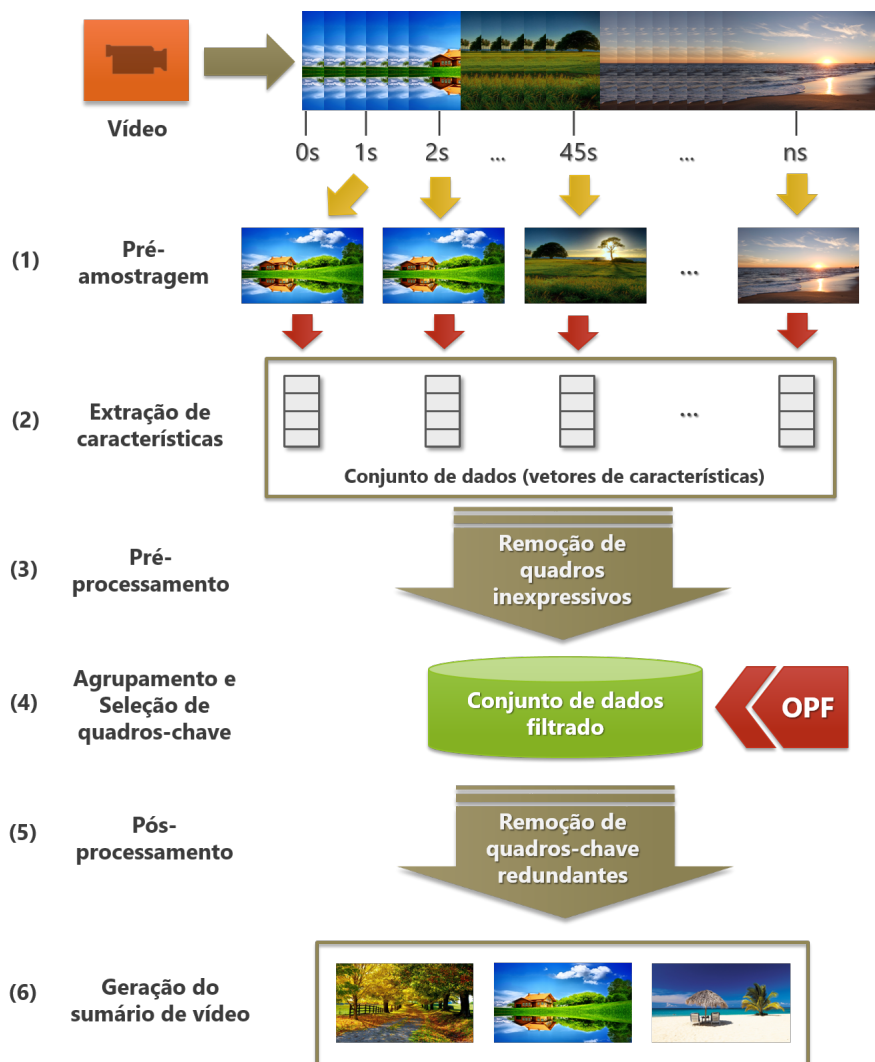 Vídeo
0s 1s 2s ... 45s ... ns
(1) Pré-
amostragem
...
(2) Extração de
características
...
Conjunto de dados (vetores de características)
(3) Pré-
processamento
Remoção de
quadros
inexpressivos
(4) Agrupamento e
Seleção de
quadros-chave
Conjunto de dados
filtrado
OPF
(5) Pós-
processamento
Remoção de
quadros-chave
redundantes
(6) Geração do
sumário de vídeo